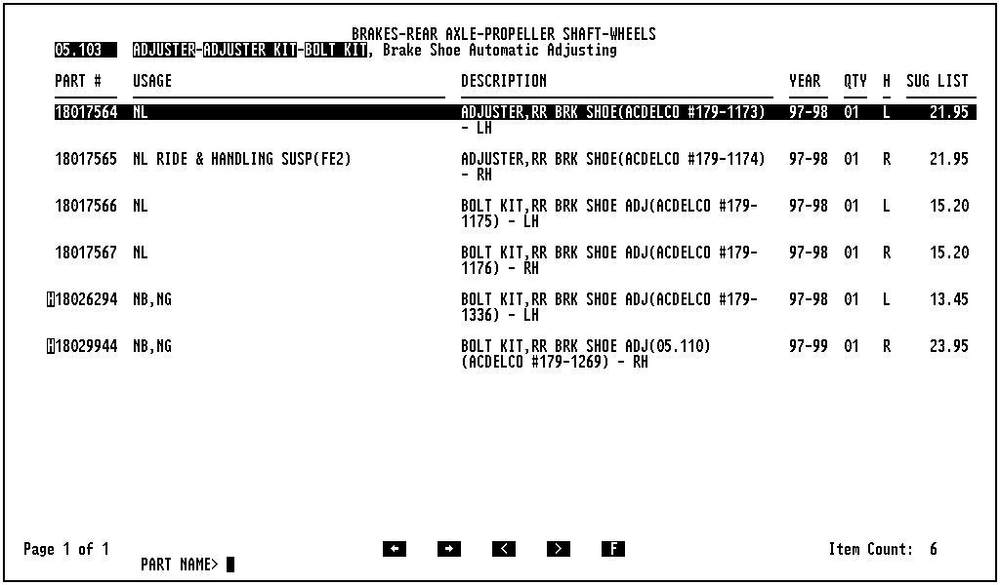 BRAKES-REAR AXLE-PROPELLER SHAFT-WHEELS
05.103 ADJUSTER-ADJUSTER KIT-BOLT KIT, Brake Shoe Automatic Adjusting
PART # USAGE DESCRIPTION YEAR QTY H SUG LIST
18017564 NL ADJUSTER,RR BRK SHOE(ACDELCO #179-1173) 97-98 01 L 21.95
- LH
18017565 NL RIDE & HANDLING SUSP(FE2) ADJUSTER,RR BRK SHOE(ACDELCO #179-1174) 97-98 01 R 21.95
- RH
18017566 NL BOLT KIT,RR BRK SHOE ADJ(ACDELCO #179- 97-98 01 L 15.20
1175) - LH
18017567 NL BOLT KIT,RR BRK SHOE ADJ(ACDELCO #179- 97-98 01 R 15.20
1176) - RH
H 18026294 NB,NG BOLT KIT,RR BRK SHOE ADJ(ACDELCO #179- 97-98 01 L 13.45
1336) - LH
H 18029944 NB,NG BOLT KIT,RR BRK SHOE ADJ(05.110) 97-99 01 R 23.95
(ACDELCO #179-1269) - RH
Page 1 of 1 ← → < > F Item Count: 6
PART NAME>